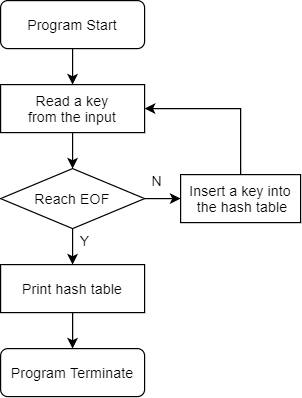 Program Start
Read a key
from the input
Reach EOF
N
Insert a key into
the hash table
Y
Print hash table
Program Terminate